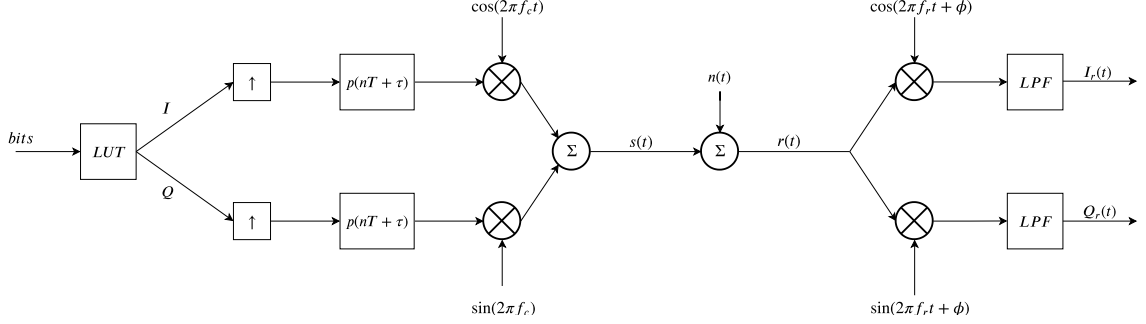 cos(2πf_c t)
cos(2πf_r t + ϕ)
n(t)
I
↑
p(nT + τ)
LPF
I_r(t)
bits
LUT
Σ
s(t)
Σ
r(t)
Q
↑
p(nT + τ)
LPF
Q_r(t)
sin(2πf_c)
sin(2πf_r t + ϕ)